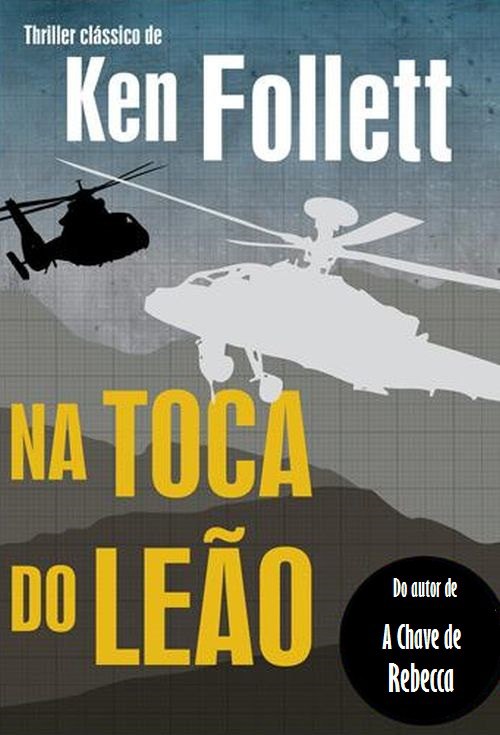 Thriller clássico de
Ken Follett
NA TOCA
DO LEÃO
Do autor de
A Chave de
Rebecca